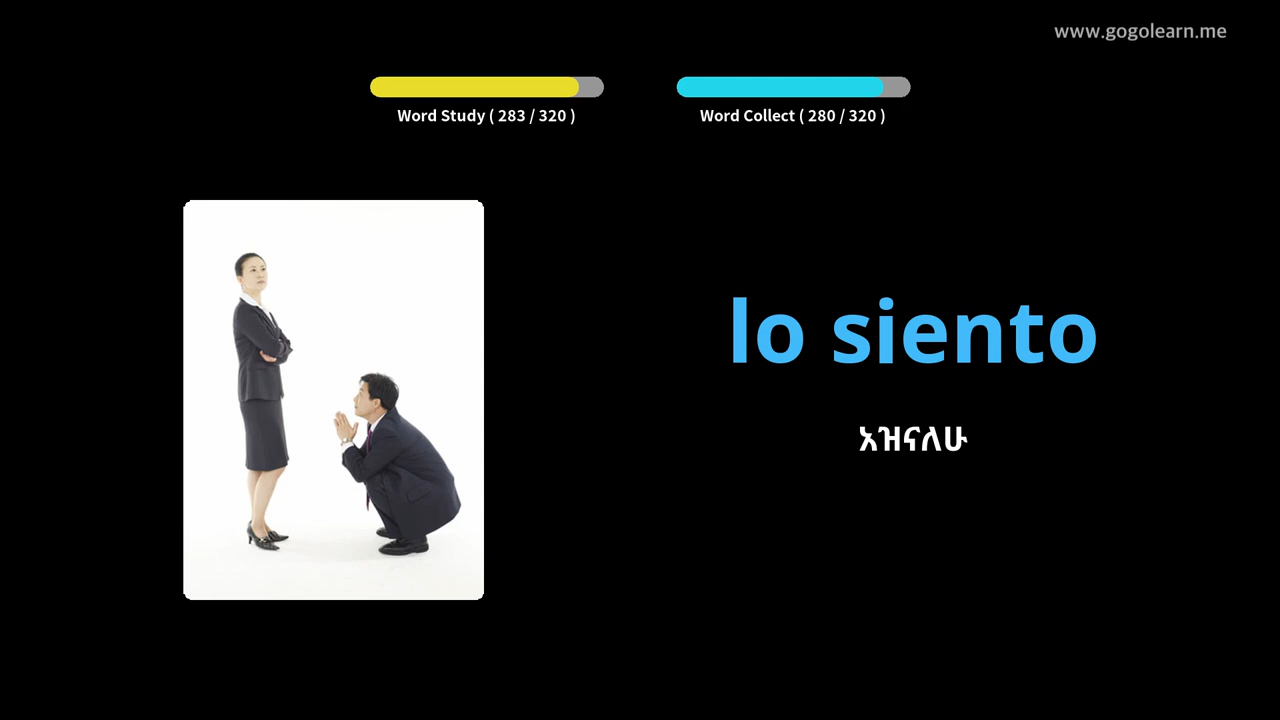 www.gogolearn.me
Word Study ( 283 / 320 )
Word Collect ( 280 / 320 )
lo siento
አዝናለሁ